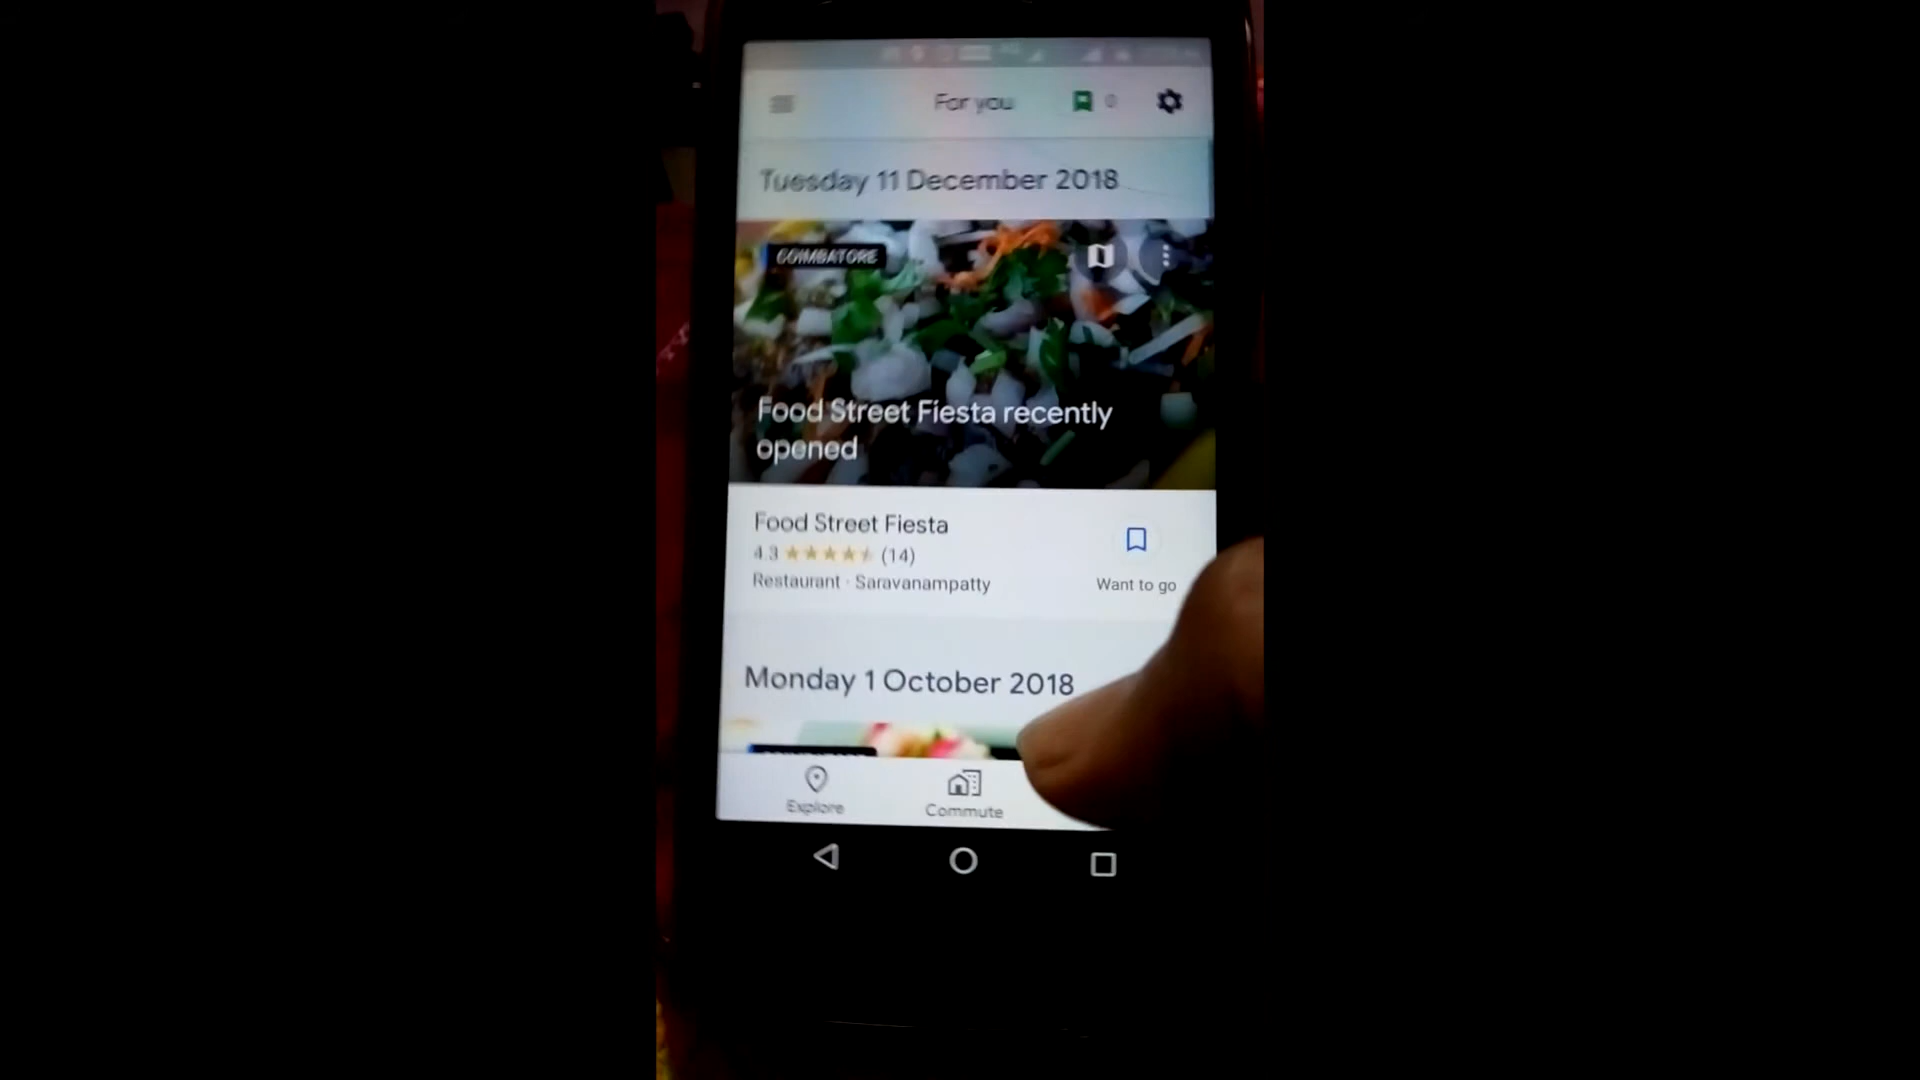 For you
0
Tuesday 11 December 2018
COIMBATORE
Food Street Fiesta recently
opened
Food Street Fiesta
4.3 (14)
Restaurant · Saravanampatty
Want to go
Monday 1 October 2018
Explore
Commute